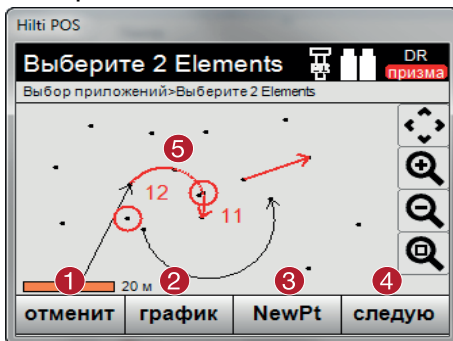 Hilti POS
Выберите 2 Elements
DR
призма
Выбор приложений>Выберите 2 Elements
5
12
11
1
2
3
4
20 м
отменит
график
NewPt
следую